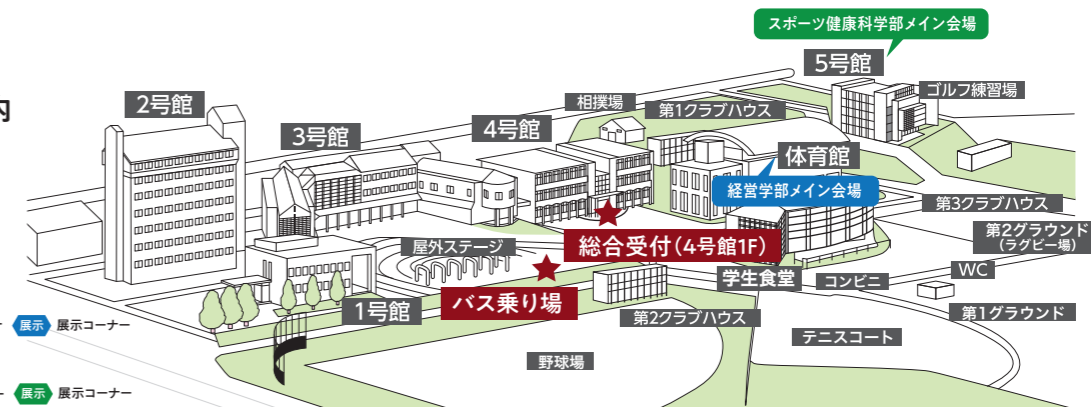 スポーツ健康科学部メイン会場
5号館
内
2号館
相撲場
第1クラブハウス
ゴルフ練習場
3号館
4号館
体育館
経営学部メイン会場
第3クラブハウス
総合受付(4号館1F)
第2グラウンド
(ラグビー場)
屋外ステージ
WC
学生食堂
コンビニ
バス乗り場
1号館
第2クラブハウス
第1グラウンド
展示 展示コーナー
テニスコート
野球場
展示 展示コーナー